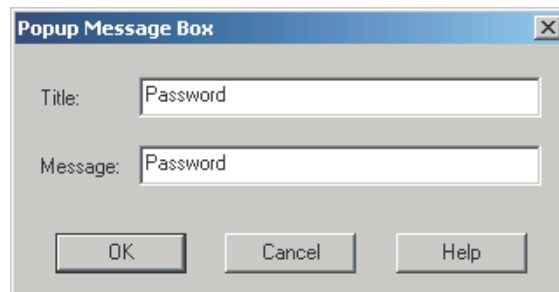 Popup Message Box
Title: Password
Message: Password
OK Cancel Help